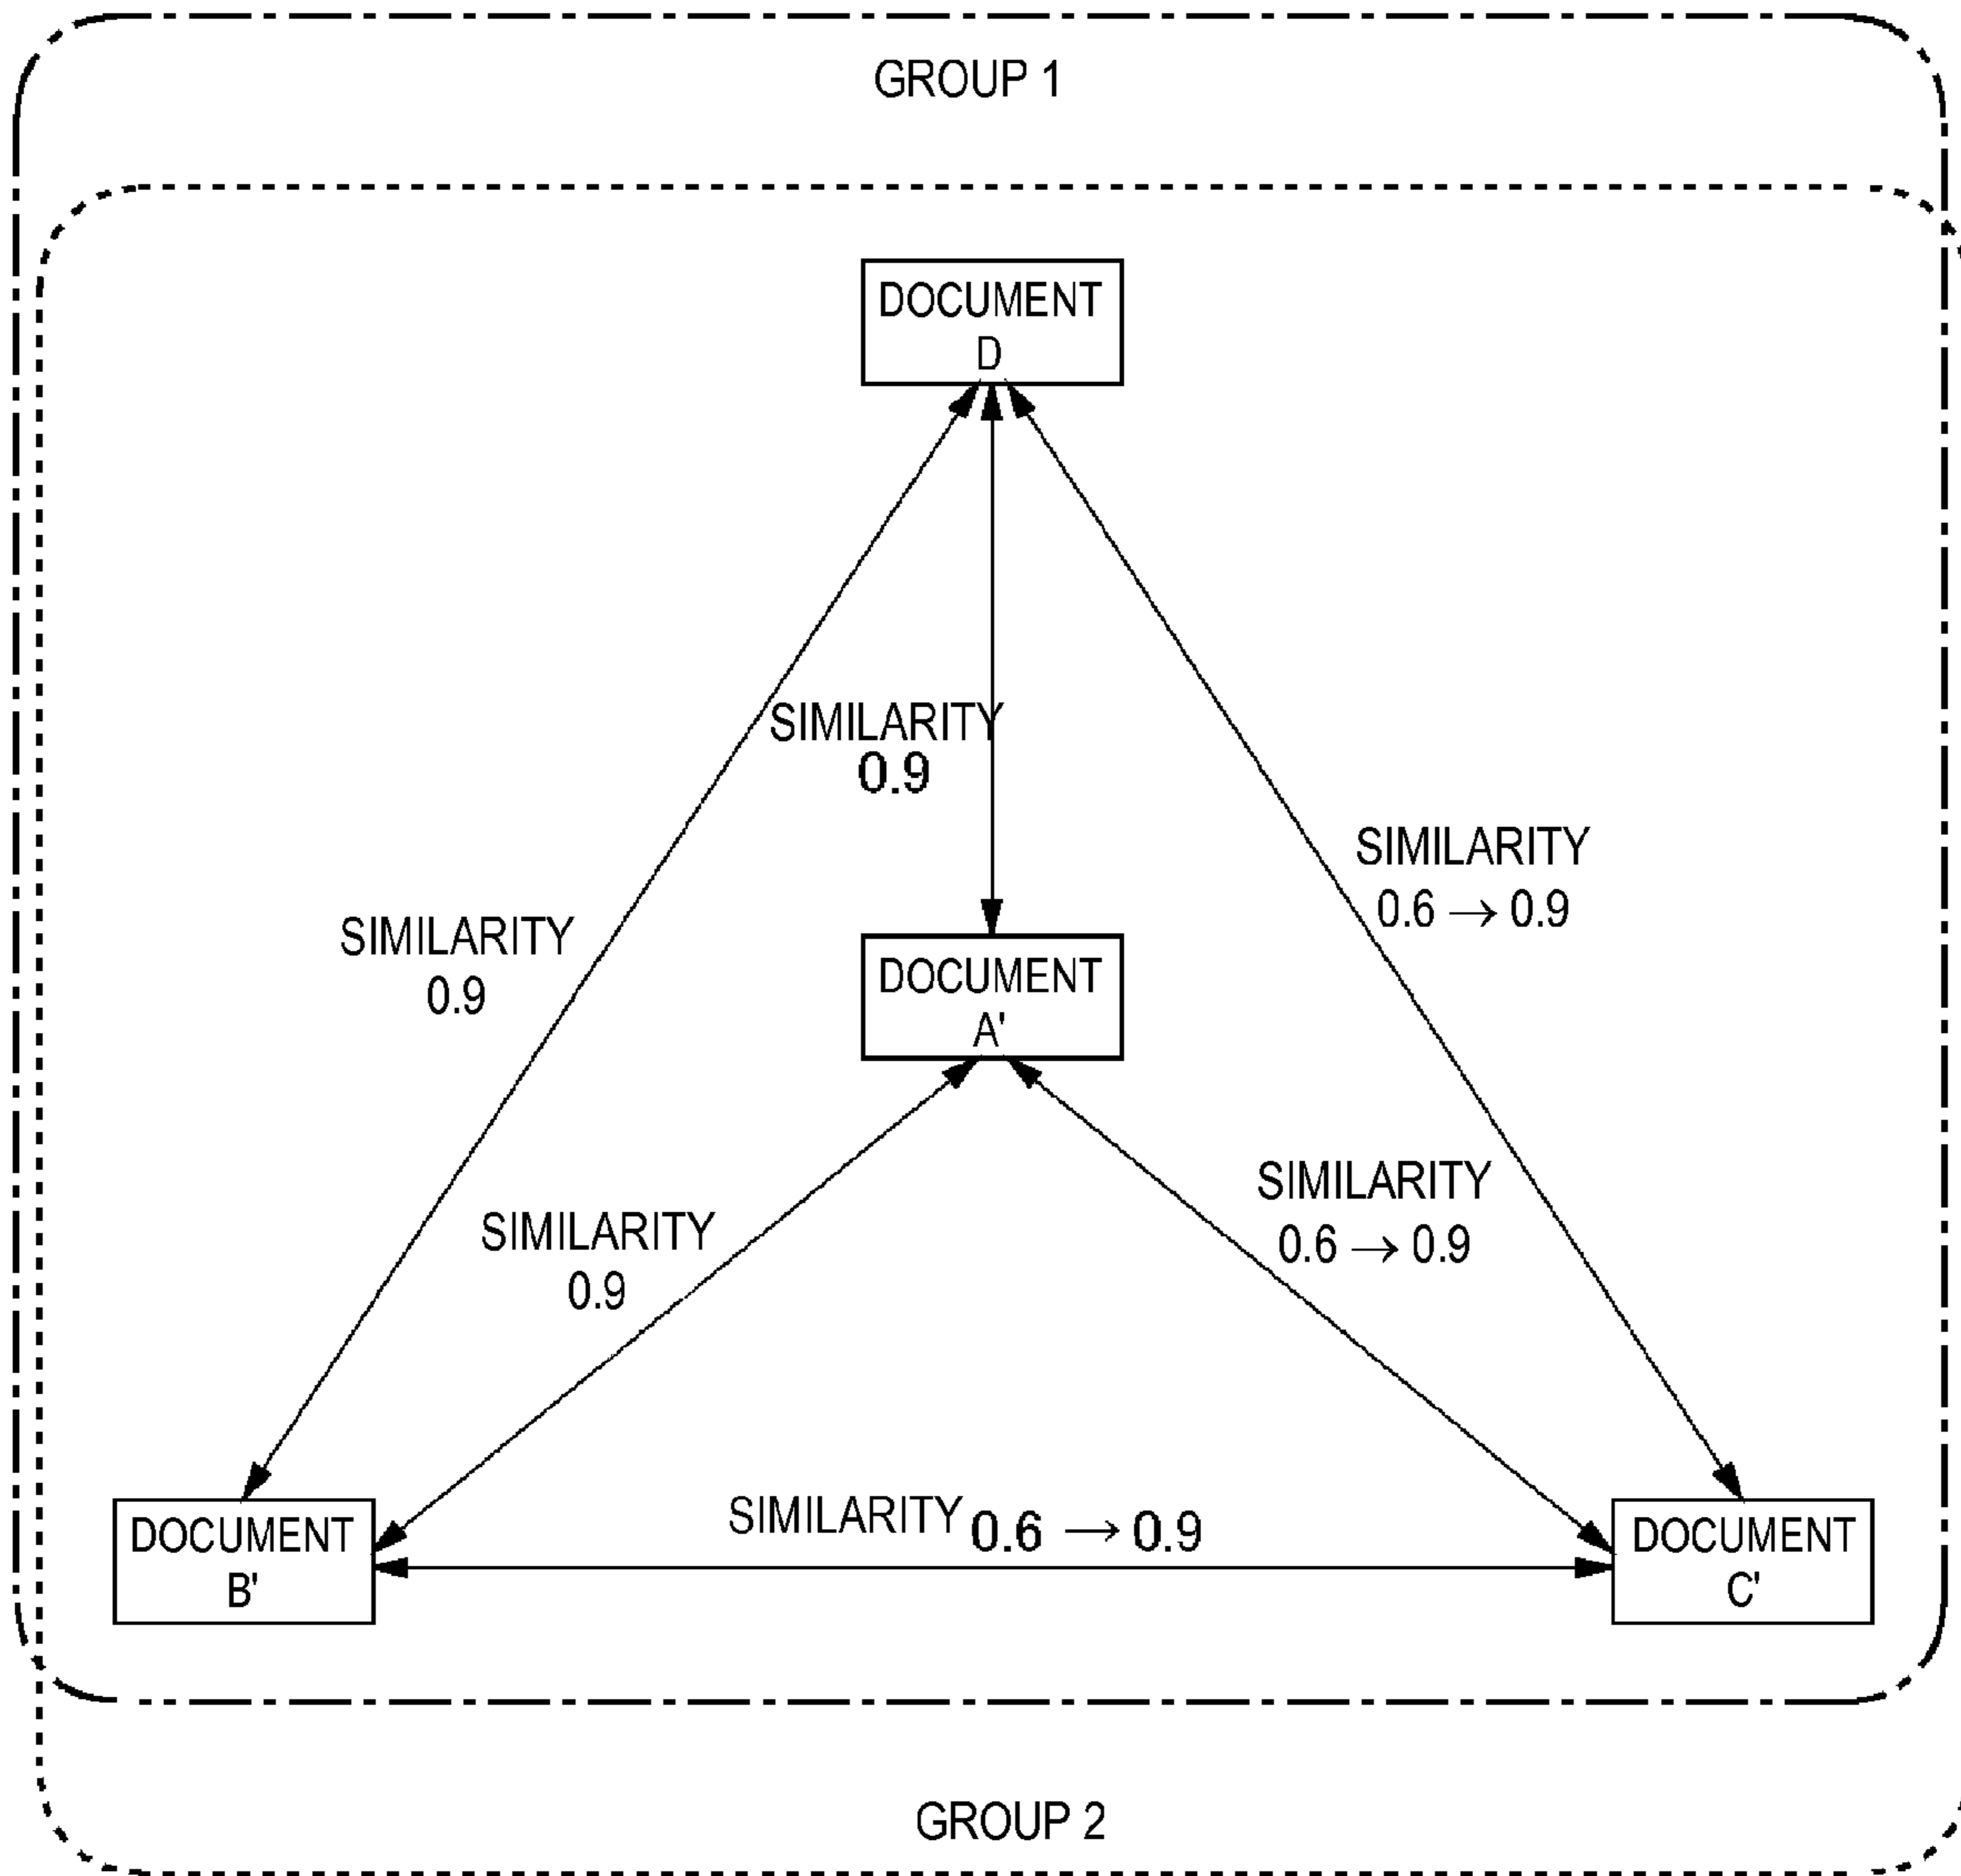 GROUP 1
DOCUMENT
D
SIMILARITY
0.9
SIMILARITY
0.6 → 0.9
SIMILARITY
0.9
DOCUMENT
A'
SIMILARITY
0.6 → 0.9
SIMILARITY
0.9
SIMILARITY 0.6 → 0.9
DOCUMENT
B'
DOCUMENT
C'
GROUP 2